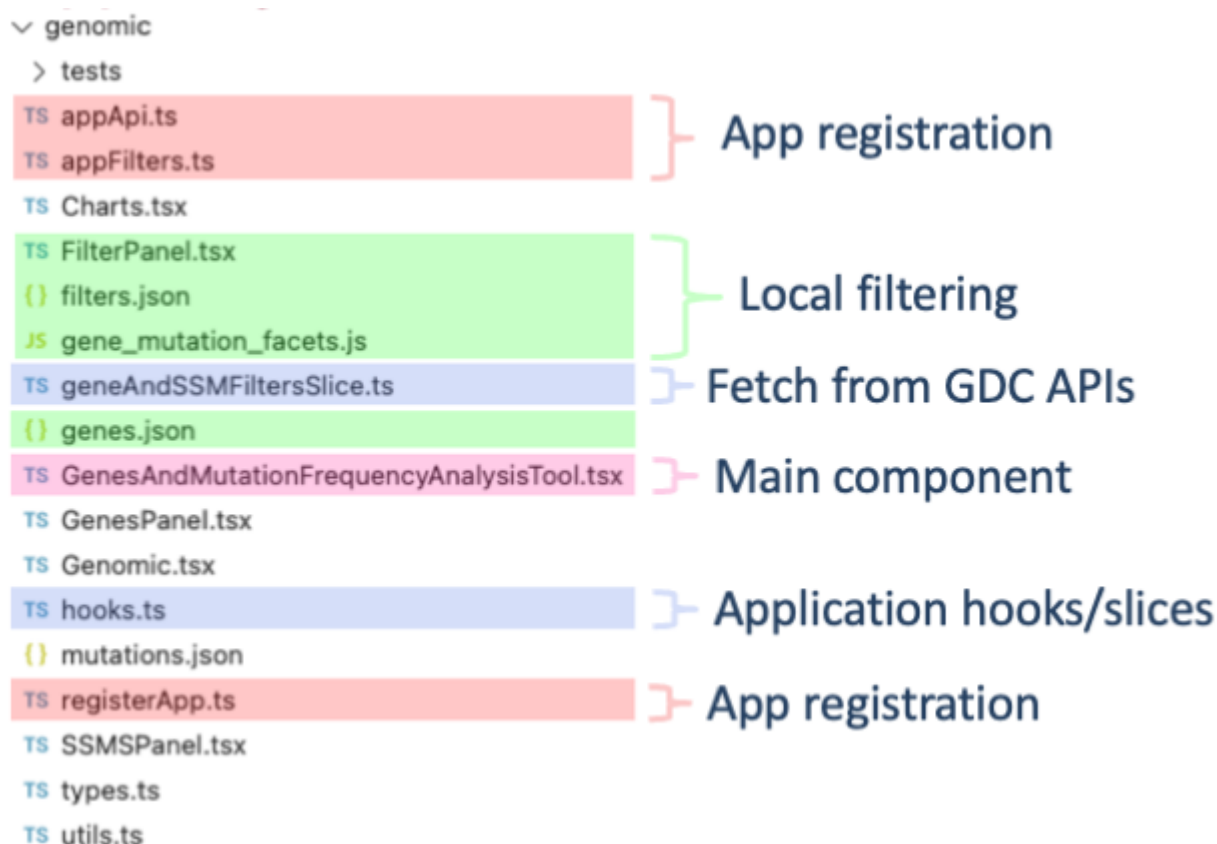 genomic
tests
TS appApi.ts
App registration
TS appFilters.ts
TS Charts.tsx
TS FilterPanel.tsx
{} filters.json
Local filtering
JS gene_mutation_facets.js
TS geneAndSSMFiltersSlice.ts
Fetch from GDC APIs
{} genes.json
TS GenesAndMutationFrequencyAnalysisTool.tsx
Main component
TS GenesPanel.tsx
TS Genomic.tsx
TS hooks.ts
Application hooks/slices
{} mutations.json
TS registerApp.ts
App registration
TS SSMSPanel.tsx
TS types.ts
TS utils.ts